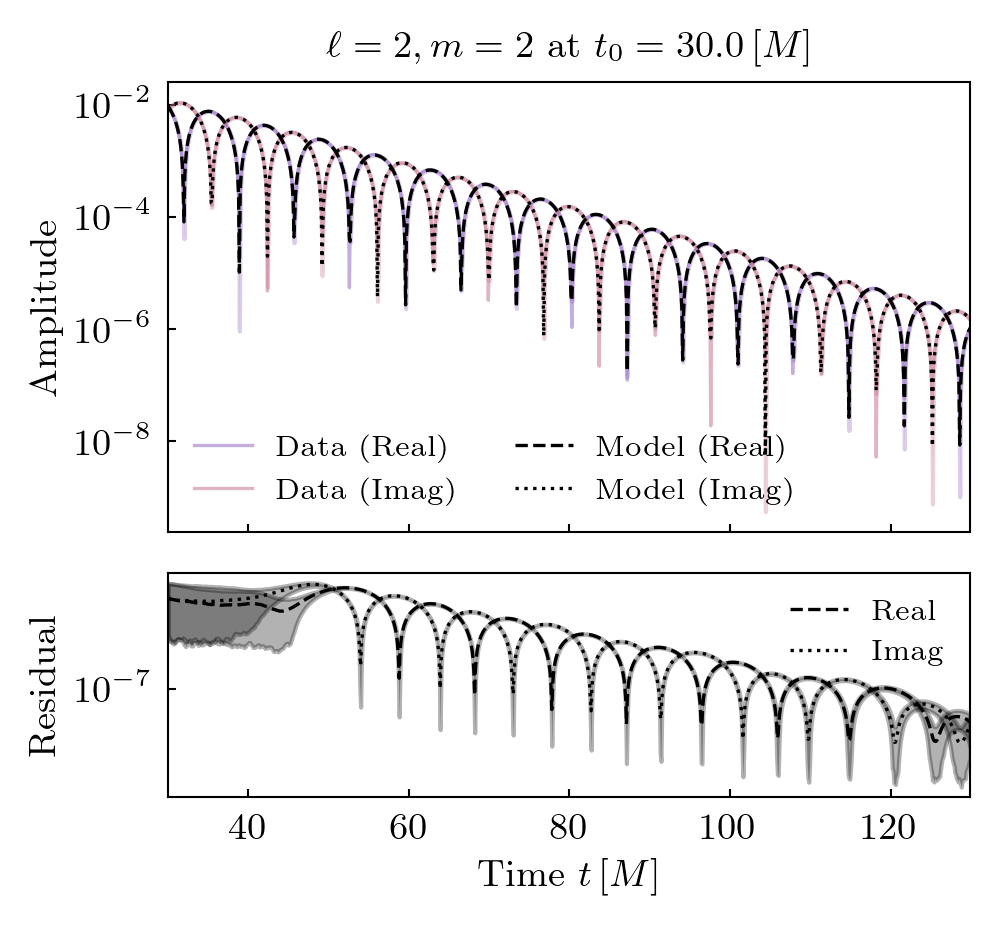 ℓ = 2, m = 2 at t₀ = 30.0 [M]
10⁻²
10⁻⁴
10⁻⁶
10⁻⁸
Amplitude
Data (Real)
Data (Imag)
Model (Real)
Model (Imag)
Residual
10⁻⁷
Real
Imag
40 60 80 100 120
Time t [M]